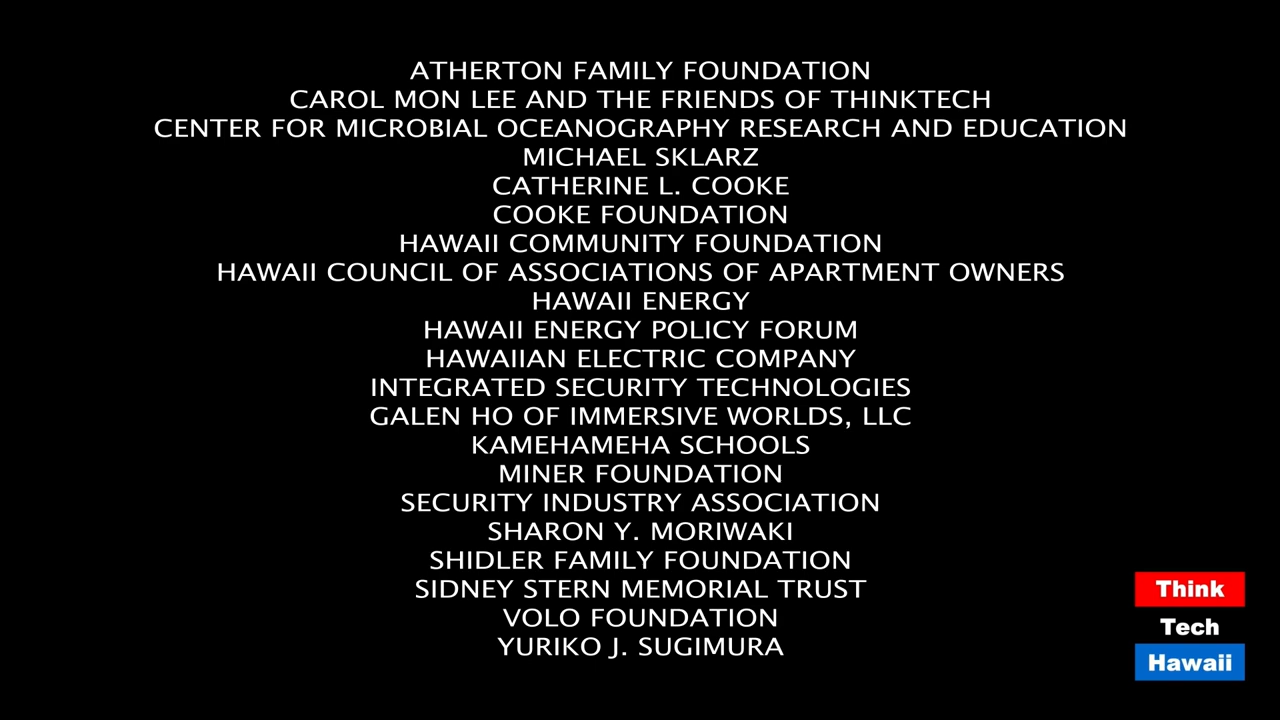 ATHERTON FAMILY FOUNDATION
CAROL MON LEE AND THE FRIENDS OF THINKTECH
CENTER FOR MICROBIAL OCEANOGRAPHY RESEARCH AND EDUCATION
MICHAEL SKLARZ
CATHERINE L. COOKE
COOKE FOUNDATION
HAWAII COMMUNITY FOUNDATION
HAWAII COUNCIL OF ASSOCIATIONS OF APARTMENT OWNERS
HAWAII ENERGY
HAWAII ENERGY POLICY FORUM
HAWAIIAN ELECTRIC COMPANY
INTEGRATED SECURITY TECHNOLOGIES
GALEN HO OF IMMERSIVE WORLDS, LLC
KAMEHAMEHA SCHOOLS
MINER FOUNDATION
SECURITY INDUSTRY ASSOCIATION
SHARON Y. MORIWAKI
SHIDLER FAMILY FOUNDATION
SIDNEY STERN MEMORIAL TRUST
VOLO FOUNDATION
YURIKO J. SUGIMURA
Think
Tech
Hawaii